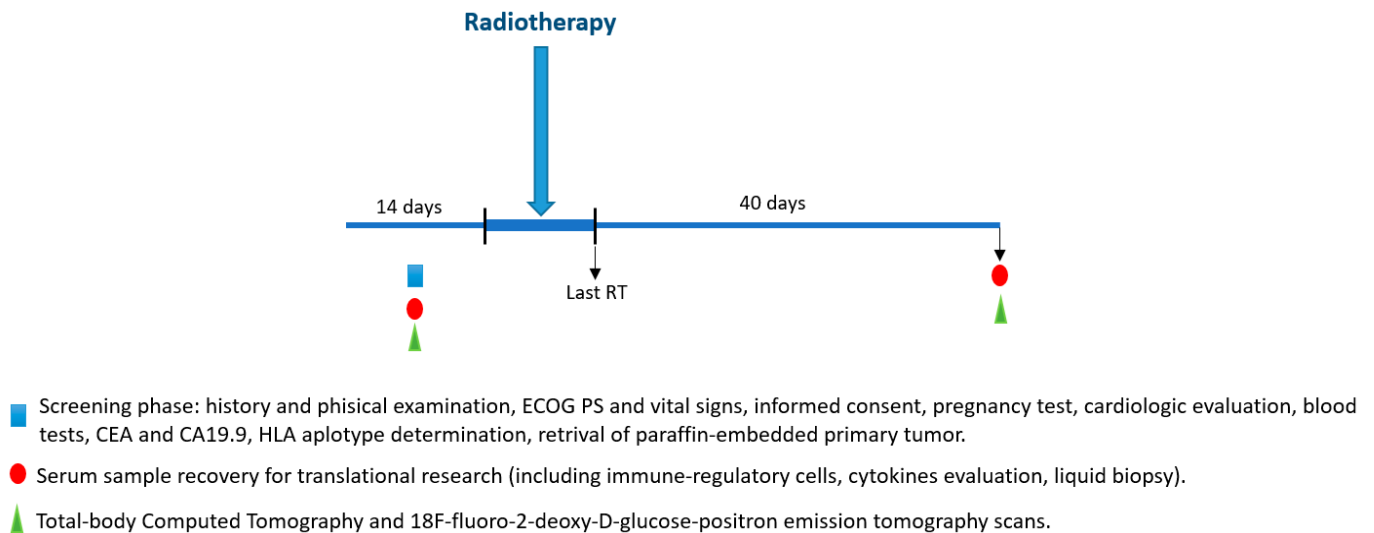 Radiotherapy
14 days
40 days
Last RT
Screening phase: history and phisical examination, ECOG PS and vital signs, informed consent, pregnancy test, cardiologic evaluation, blood
tests, CEA and CA19.9, HLA aplotype determination, retrival of paraffin-embedded primary tumor.
Serum sample recovery for translational research (including immune-regulatory cells, cytokines evaluation, liquid biopsy).
Total-body Computed Tomography and 18F-fluoro-2-deoxy-D-glucose-positron emission tomography scans.